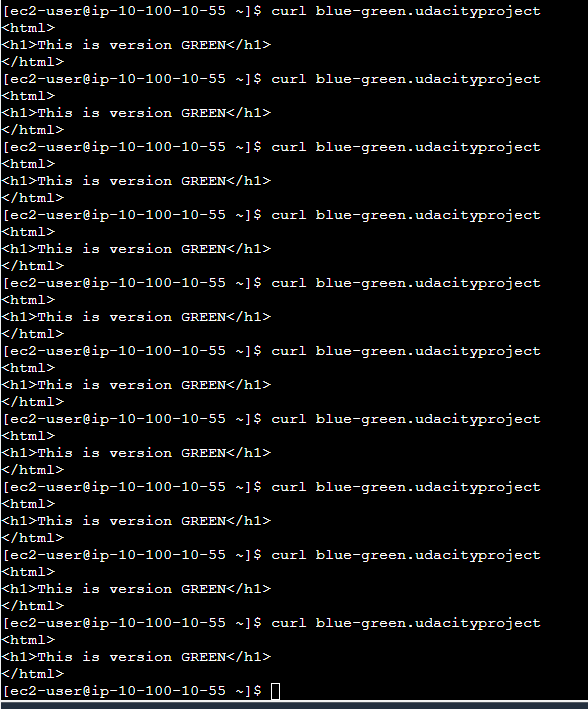 [ec2-user@ip-10-100-10-55 ~]$ curl blue-green.udacityproject
<html>
<h1>This is version GREEN</h1>
</html>
[ec2-user@ip-10-100-10-55 ~]$ curl blue-green.udacityproject
<html>
<h1>This is version GREEN</h1>
</html>
[ec2-user@ip-10-100-10-55 ~]$ curl blue-green.udacityproject
<html>
<h1>This is version GREEN</h1>
</html>
[ec2-user@ip-10-100-10-55 ~]$ curl blue-green.udacityproject
<html>
<h1>This is version GREEN</h1>
</html>
[ec2-user@ip-10-100-10-55 ~]$ curl blue-green.udacityproject
<html>
<h1>This is version GREEN</h1>
</html>
[ec2-user@ip-10-100-10-55 ~]$ curl blue-green.udacityproject
<html>
<h1>This is version GREEN</h1>
</html>
[ec2-user@ip-10-100-10-55 ~]$ curl blue-green.udacityproject
<html>
<h1>This is version GREEN</h1>
</html>
[ec2-user@ip-10-100-10-55 ~]$ curl blue-green.udacityproject
<html>
<h1>This is version GREEN</h1>
</html>
[ec2-user@ip-10-100-10-55 ~]$ curl blue-green.udacityproject
<html>
<h1>This is version GREEN</h1>
</html>
[ec2-user@ip-10-100-10-55 ~]$ curl blue-green.udacityproject
<html>
<h1>This is version GREEN</h1>
</html>
[ec2-user@ip-10-100-10-55 ~]$